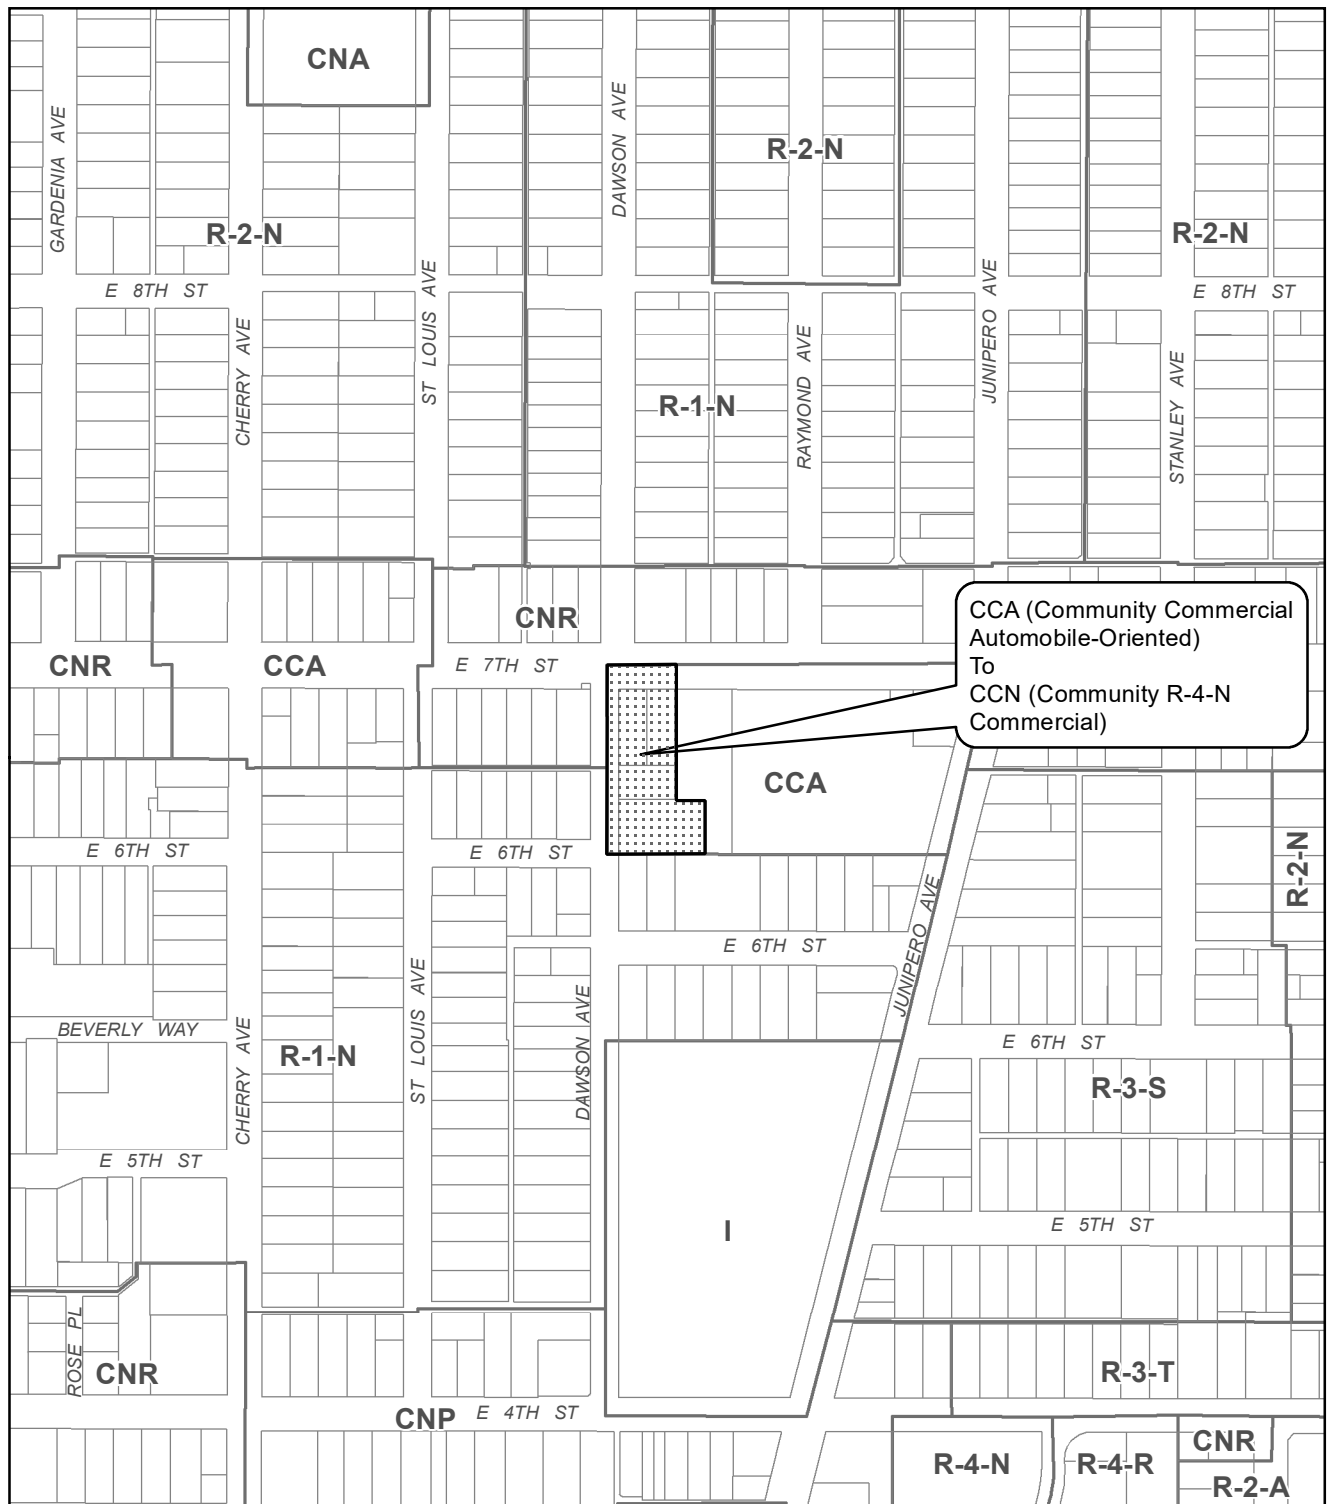 CNA
GARDENIA AVE
DAWSON AVE
R-2-N
R-2-N
R-2-N
E 8TH ST
ST LOUIS AVE
JUNIPERO AVE
E 8TH ST
CHERRY AVE
RAYMOND AVE
STANLEY AVE
R-1-N
CNR
CCA (Community Commercial
Automobile-Oriented)
To
CCN (Community R-4-N
Commercial)
CNR
CCA
E 7TH ST
CCA
E 6TH ST
E 6TH ST
R-2-N
JUNIPERO AVE
E 6TH ST
BEVERLY WAY
CHERRY AVE
R-1-N
ST LOUIS AVE
DAWSON AVE
E 6TH ST
R-3-S
E 5TH ST
I
E 5TH ST
ROSE PL
CNR
R-3-T
CNP
E 4TH ST
R-4-N
R-4-R
CNR
R-2-A